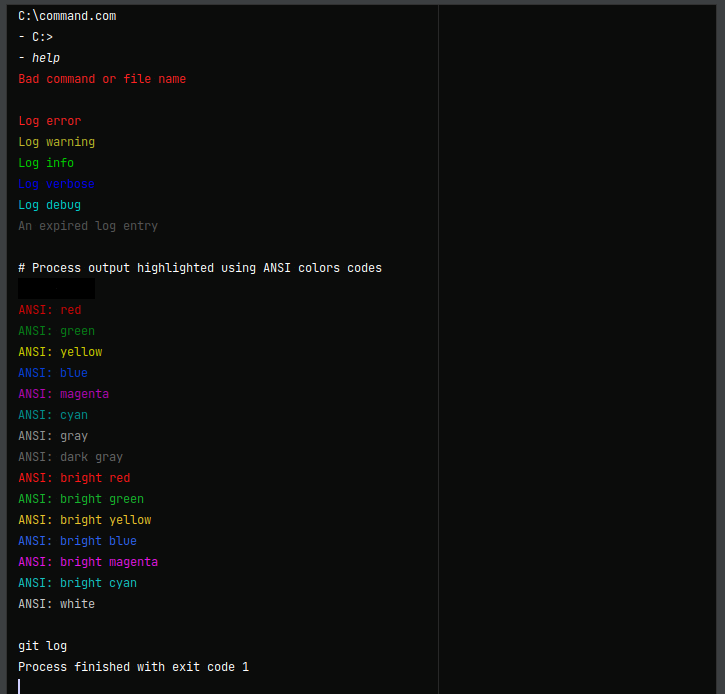 C:\command.com
- C:>
- help
Bad command or file name
Log error
Log warning
Log info
Log verbose
Log debug
An expired log entry
# Process output highlighted using ANSI colors codes
ANSI: red
ANSI: green
ANSI: yellow
ANSI: blue
ANSI: magenta
ANSI: cyan
ANSI: gray
ANSI: dark gray
ANSI: bright red
ANSI: bright green
ANSI: bright yellow
ANSI: bright blue
ANSI: bright magenta
ANSI: bright cyan
ANSI: white
git log
Process finished with exit code 1